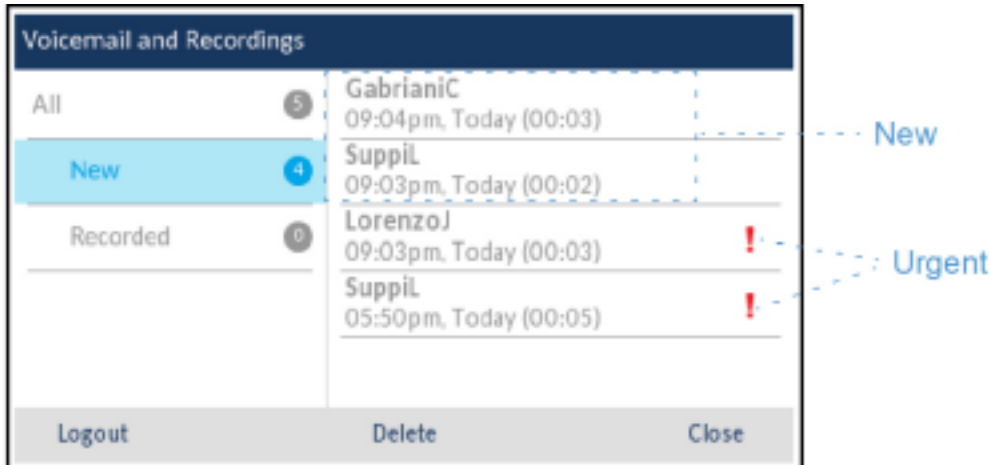 Voicemail and Recordings
All 5
New 4
Recorded 0
GabrianiC
09:04pm, Today (00:03)
SuppiL
09:03pm, Today (00:02)
LorenzoJ
09:03pm, Today (00:03)
!
SuppiL
05:50pm, Today (00:05)
!
New
Urgent
Logout Delete Close